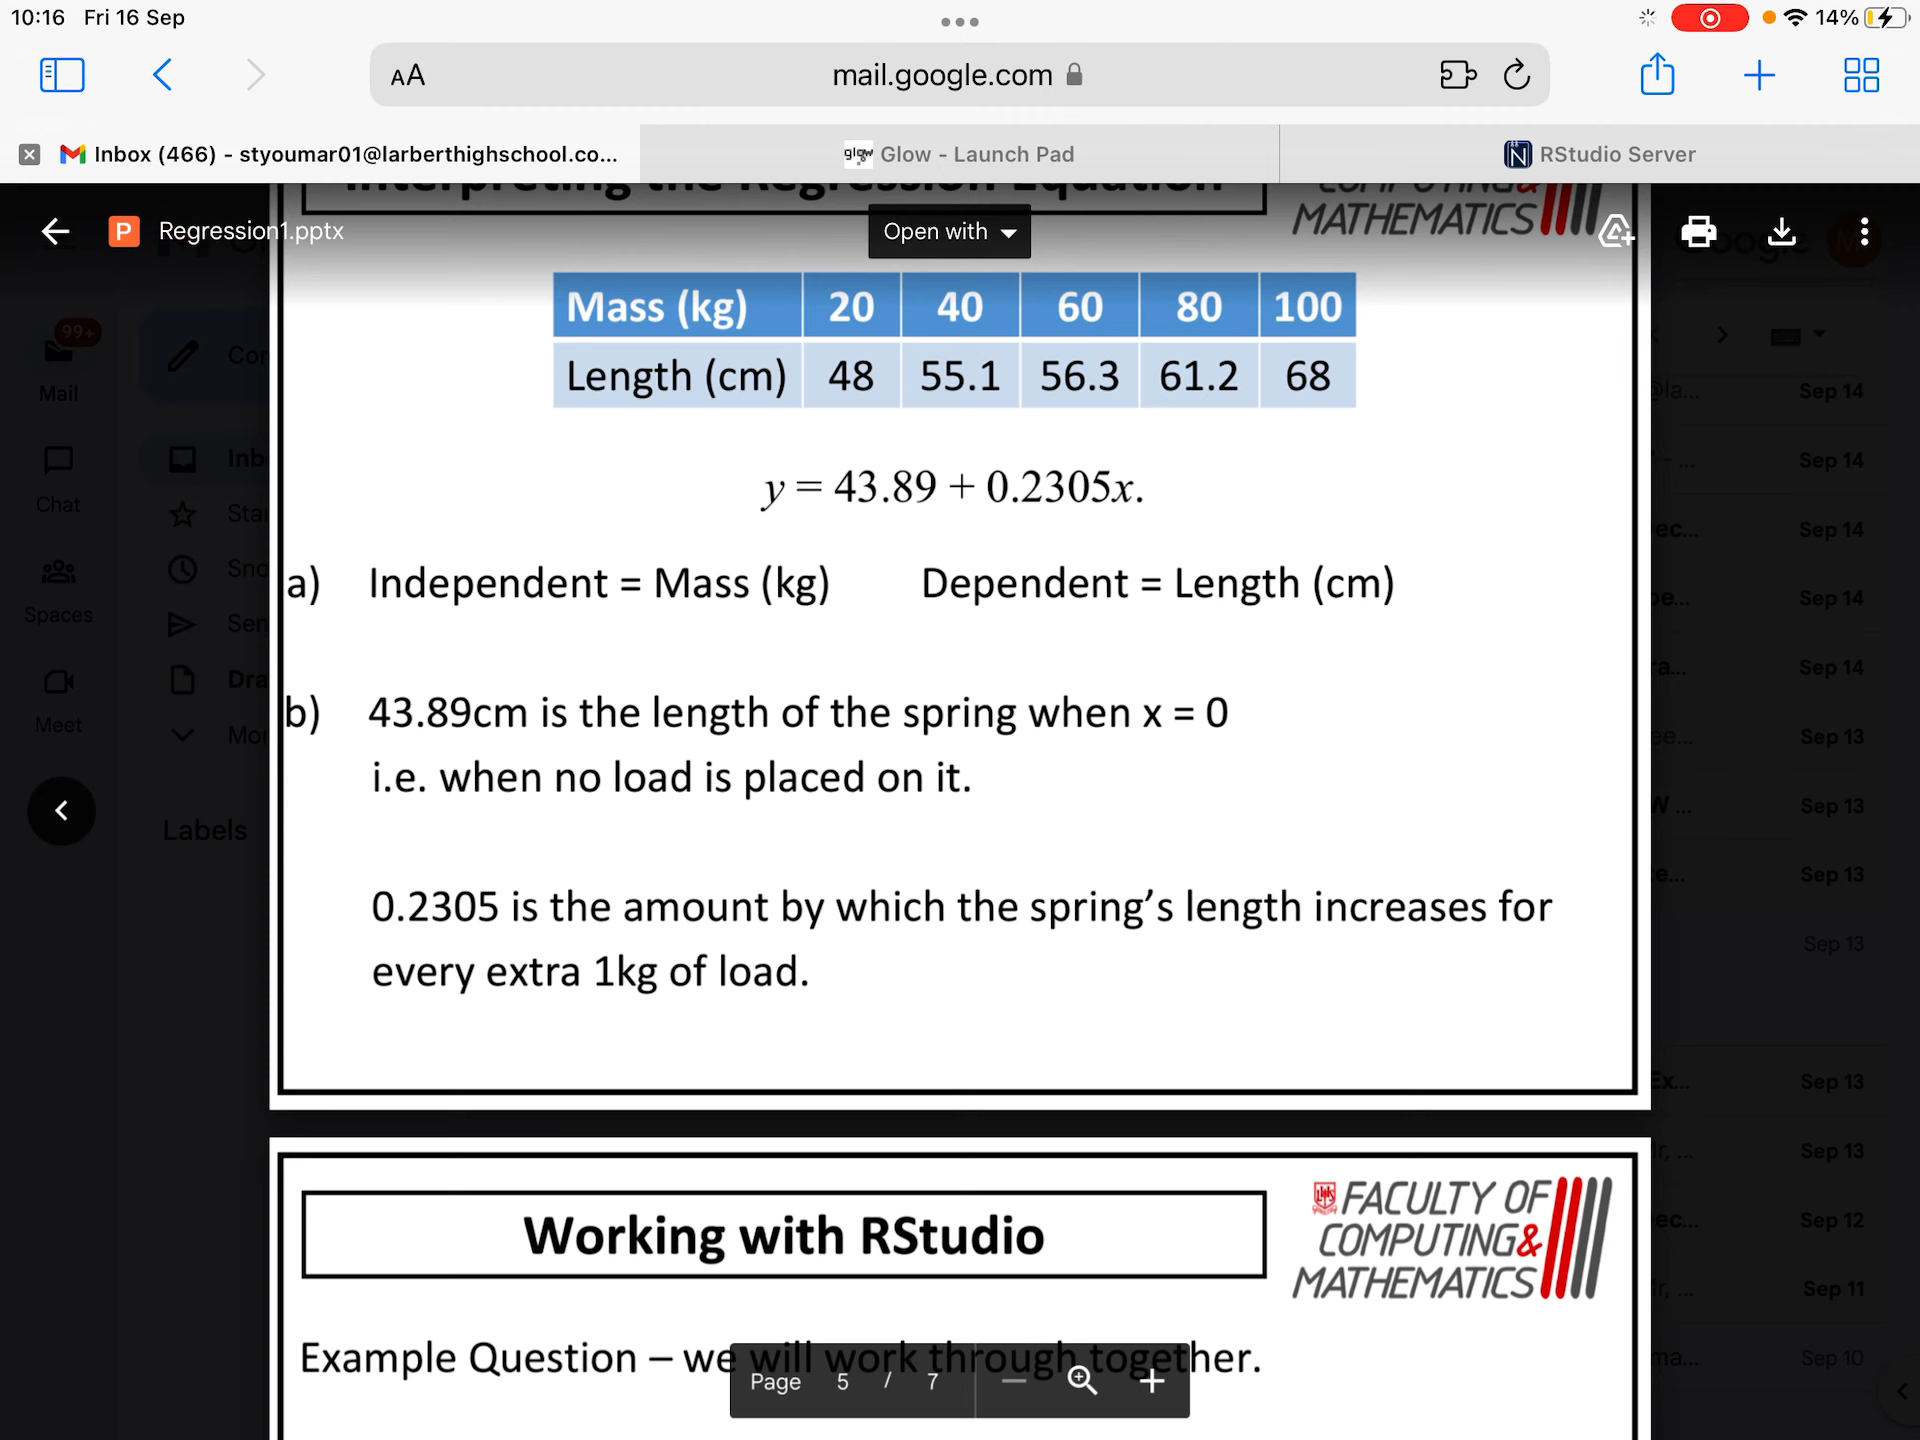 10:16 Fri 16 Sep
14%
AA
mail.google.com
Inbox (466) - styoumar01@larberthighschool.co...
glow Glow - Launch Pad
N RStudio Server
Interpreting the Regression Equation
COMPUTING&
MATHEMATICS
P Regression1.pptx
Open with
Mass (kg) 20 40 60 80 100
Length (cm) 48 55.1 56.3 61.2 68
y = 43.89 + 0.2305x.
a) Independent = Mass (kg) Dependent = Length (cm)
b) 43.89cm is the length of the spring when x = 0
i.e. when no load is placed on it.
0.2305 is the amount by which the spring’s length increases for
every extra 1kg of load.
Working with RStudio
FACULTY OF
COMPUTING&
MATHEMATICS
Example Question – we will work through together.
Page 5 / 7
99+
Mail
Chat
Spaces
Meet
Labels
Sep 14
Sep 14
Sep 14
Sep 14
Sep 14
Sep 13
Sep 13
Sep 13
Sep 13
Sep 13
Sep 13
Sep 12
Sep 11
Sep 10